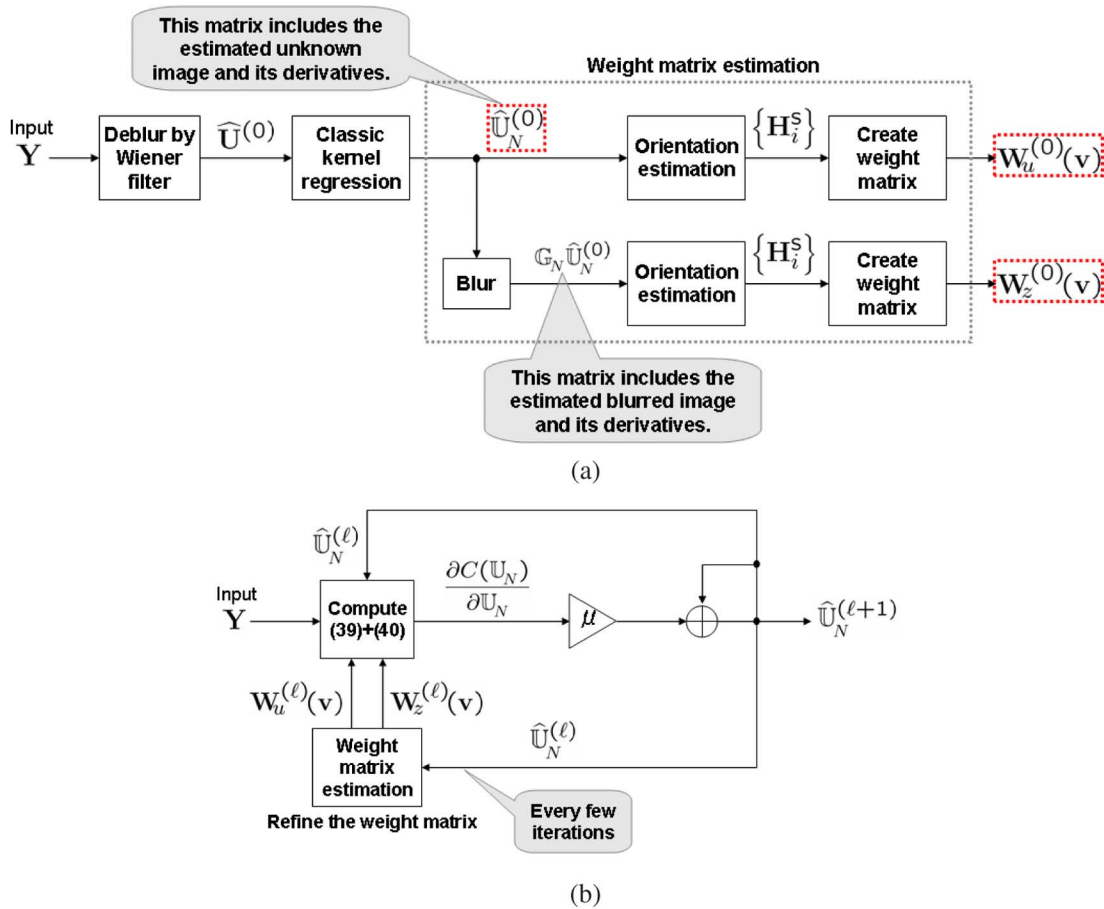 This matrix includes the
estimated unknown
image and its derivatives.
Weight matrix estimation
Input
Y
Deblur by
Wiener
filter
Û^(0)
Classic
kernel
regression
𝕌̂_N^(0)
Orientation
estimation
{H_i^s}
Create
weight
matrix
W_u^(0)(v)
Blur
𝔾_N 𝕌̂_N^(0)
Orientation
estimation
{H_i^s}
Create
weight
matrix
W_z^(0)(v)
This matrix includes the
estimated blurred image
and its derivatives.
(a)
𝕌̂_N^(ℓ)
Input
Y
Compute
(39)+(40)
∂C(𝕌_N)
∂𝕌_N
μ
𝕌̂_N^(ℓ+1)
W_u^(ℓ)(v)
W_z^(ℓ)(v)
𝕌̂_N^(ℓ)
Weight
matrix
estimation
Refine the weight matrix
Every few
iterations
(b)